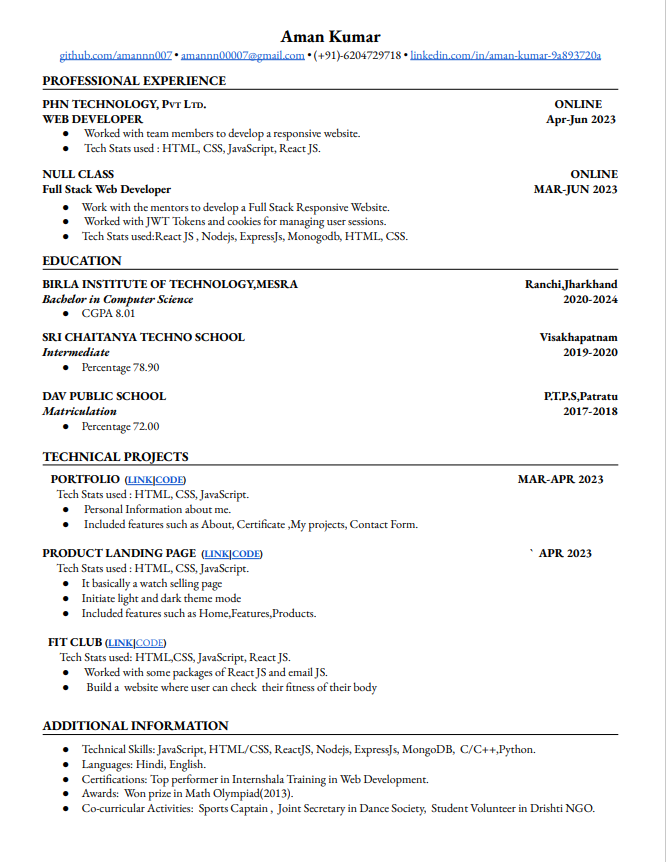 Aman Kumar
github.com/amannn007 • amannn00007@gmail.com • (+91)-6204729718 • linkedin.com/in/aman-kumar-9a893720a
PROFESSIONAL EXPERIENCE
PHN TECHNOLOGY, PVT LTD. ONLINE
WEB DEVELOPER Apr-Jun 2023
● Worked with team members to develop a responsive website.
● Tech Stats used : HTML, CSS, JavaScript, React JS.
NULL CLASS ONLINE
Full Stack Web Developer MAR-JUN 2023
● Work with the mentors to develop a Full Stack Responsive Website.
● Worked with JWT Tokens and cookies for managing user sessions.
● Tech Stats used:React JS , Nodejs, ExpressJs, Monogodb, HTML, CSS.
EDUCATION
BIRLA INSTITUTE OF TECHNOLOGY,MESRA Ranchi,Jharkhand
Bachelor in Computer Science 2020-2024
● CGPA 8.01
SRI CHAITANYA TECHNO SCHOOL Visakhapatnam
Intermediate 2019-2020
● Percentage 78.90
DAV PUBLIC SCHOOL P.T.P.S,Patratu
Matriculation 2017-2018
● Percentage 72.00
TECHNICAL PROJECTS
PORTFOLIO (LINK|CODE) MAR-APR 2023
Tech Stats used : HTML, CSS, JavaScript.
● Personal Information about me.
● Included features such as About, Certificate ,My projects, Contact Form.
PRODUCT LANDING PAGE (LINK|CODE) ` APR 2023
Tech Stats used : HTML, CSS, JavaScript.
● It basically a watch selling page
● Initiate light and dark theme mode
● Included features such as Home,Features,Products.
FIT CLUB (LINK|CODE)
Tech Stats used: HTML,CSS, JavaScript, React JS.
● Worked with some packages of React JS and email JS.
● Build a website where user can check their fitness of their body
ADDITIONAL INFORMATION
● Technical Skills: JavaScript, HTML/CSS, ReactJS, Nodejs, ExpressJs, MongoDB, C/C++,Python.
● Languages: Hindi, English.
● Certifications: Top performer in Internshala Training in Web Development.
● Awards: Won prize in Math Olympiad(2013).
● Co-curricular Activities: Sports Captain , Joint Secretary in Dance Society, Student Volunteer in Drishti NGO.